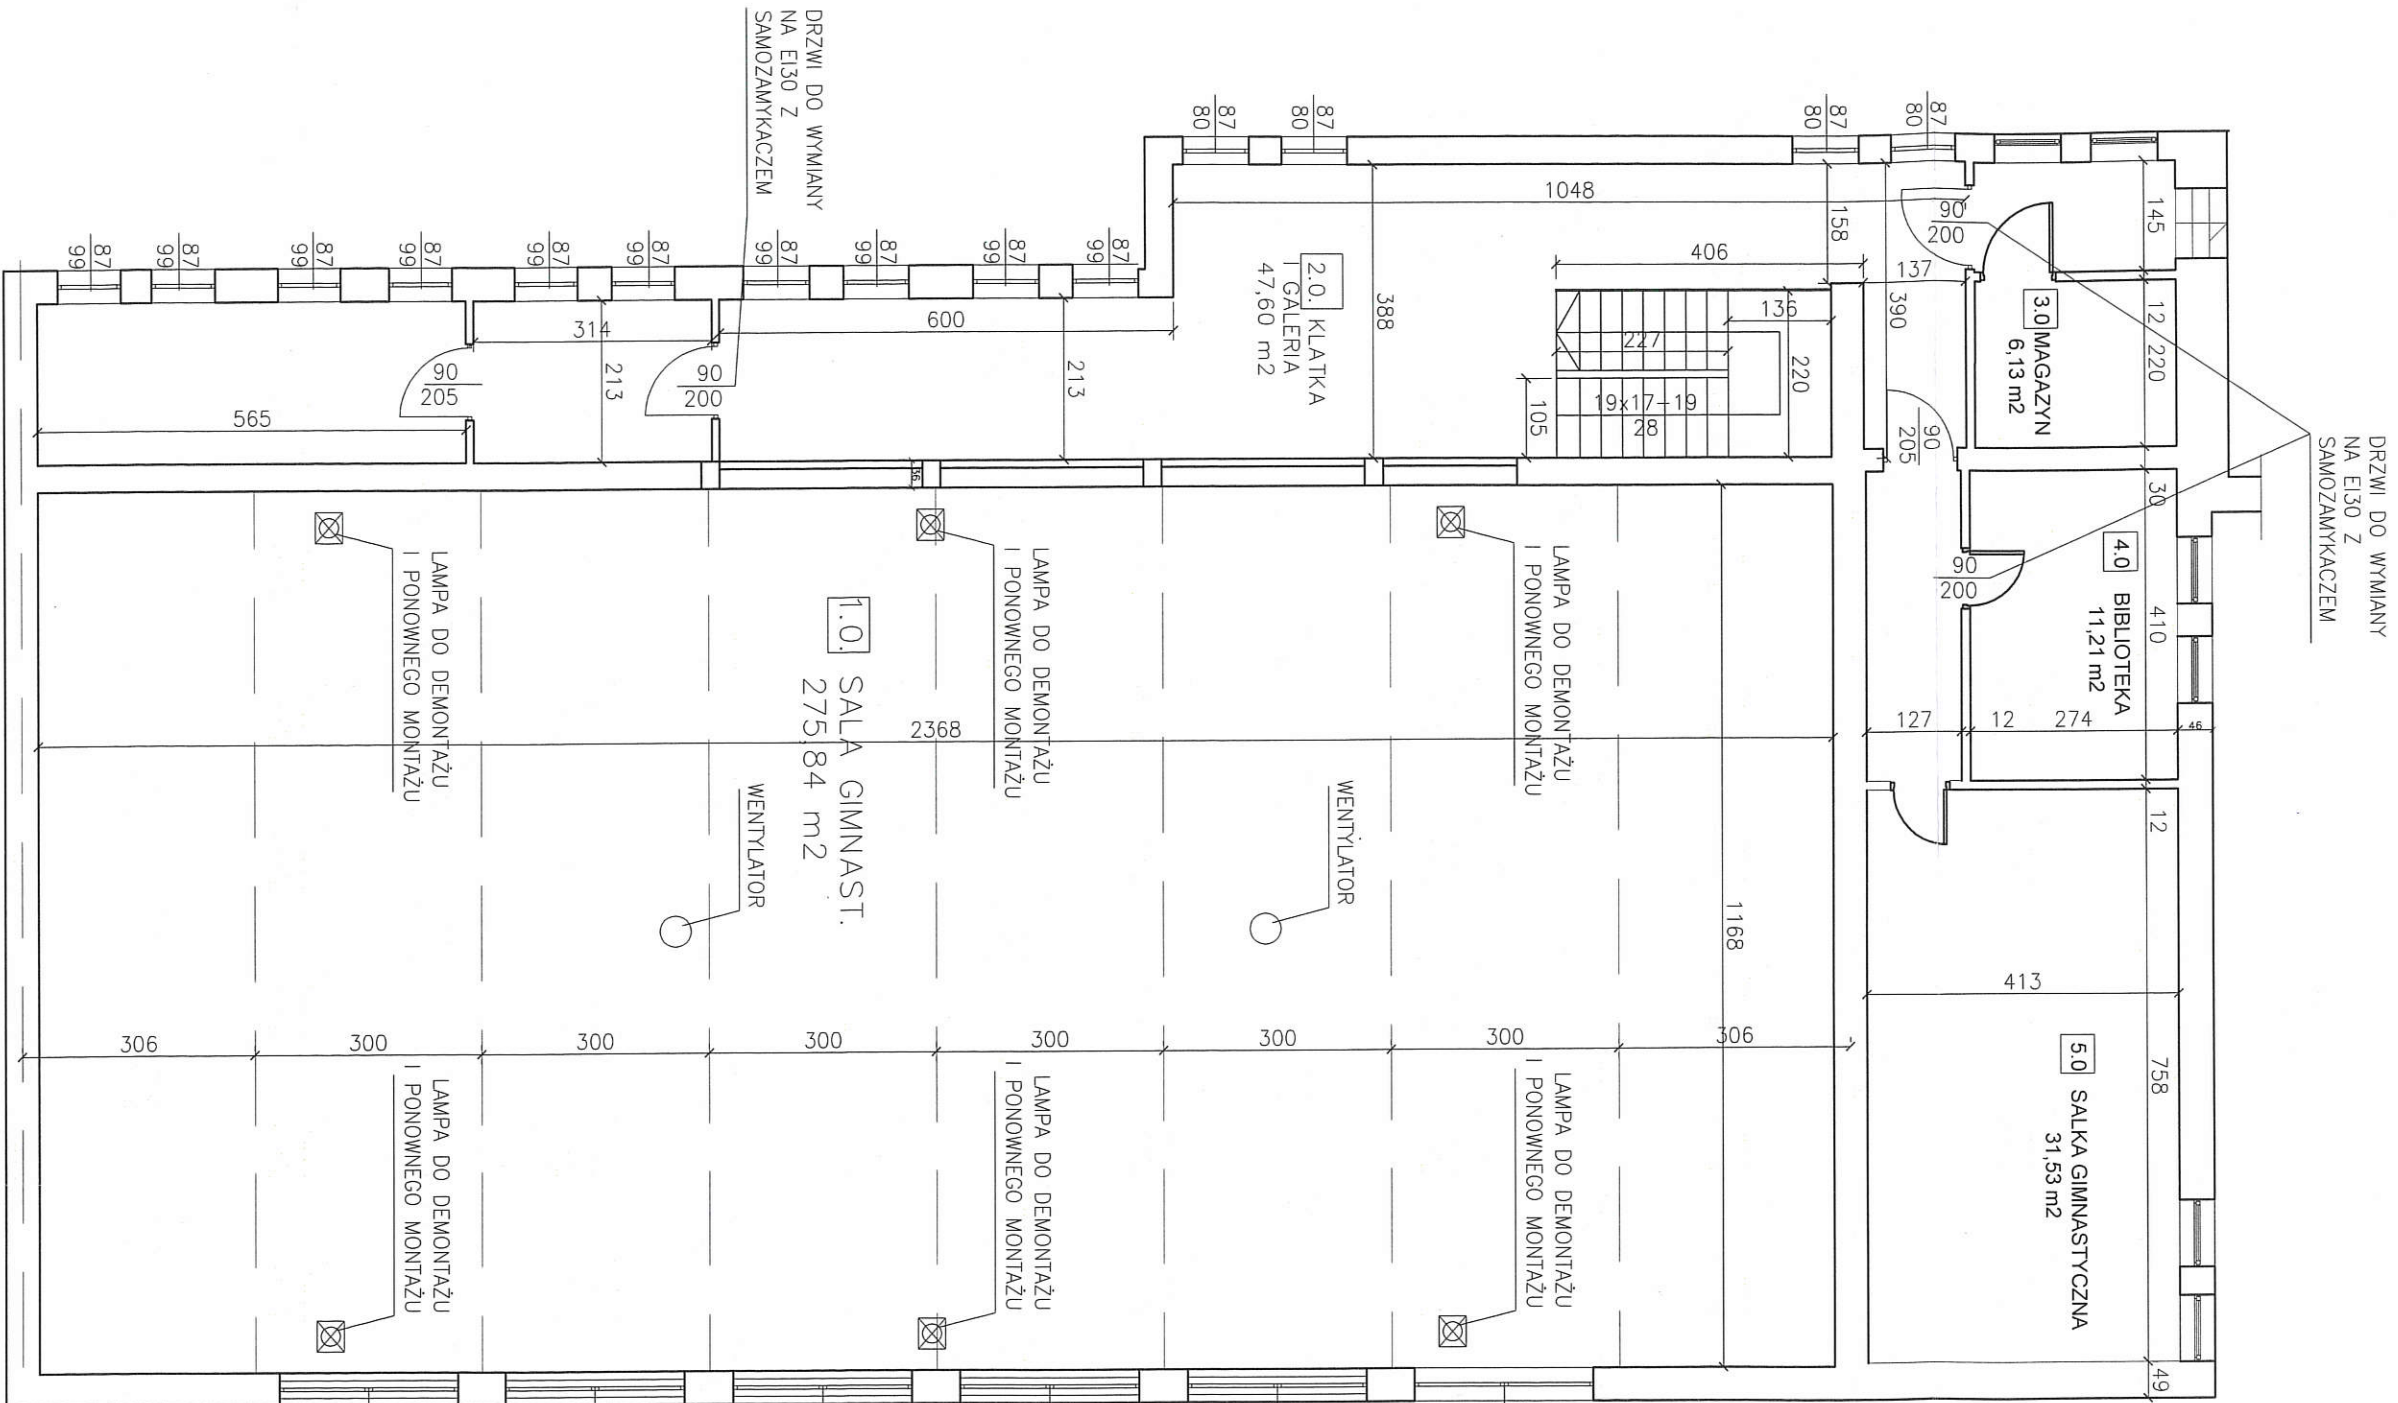 DRZWI DO WYMIANY
NA EI30 Z
SAMOZAMYKACZEM
DRZWI DO WYMIANY
NA EI30 Z
SAMOZAMYKACZEM
87
80
87
80
87
80
87
80
87
99
87
99
87
99
87
99
87
99
87
99
87
99
87
99
87
99
87
99
1048
158
145
90
200
137
406
390
136
227
220
105
19x17-19
28
388
2.0. KLATKA
I GALERIA
47,60 m2
3.0 MAGAZYN
6,13 m2
12
220
30
410
12
758
49
4.0 BIBLIOTEKA
11,21 m2
90
205
90
200
127
12
274
46
413
5.0 SALKA GIMNASTYCZNA
31,53 m2
600
314
213
213
90
200
90
205
565
36
LAMPA DO DEMONTAŻU
I PONOWNEGO MONTAŻU
LAMPA DO DEMONTAŻU
I PONOWNEGO MONTAŻU
LAMPA DO DEMONTAŻU
I PONOWNEGO MONTAŻU
1.0. SALA GIMNAST.
275,84 m2
2368
1168
WENTYLATOR
WENTYLATOR
306
300
300
300
300
300
300
306
LAMPA DO DEMONTAŻU
I PONOWNEGO MONTAŻU
LAMPA DO DEMONTAŻU
I PONOWNEGO MONTAŻU
LAMPA DO DEMONTAŻU
I PONOWNEGO MONTAŻU